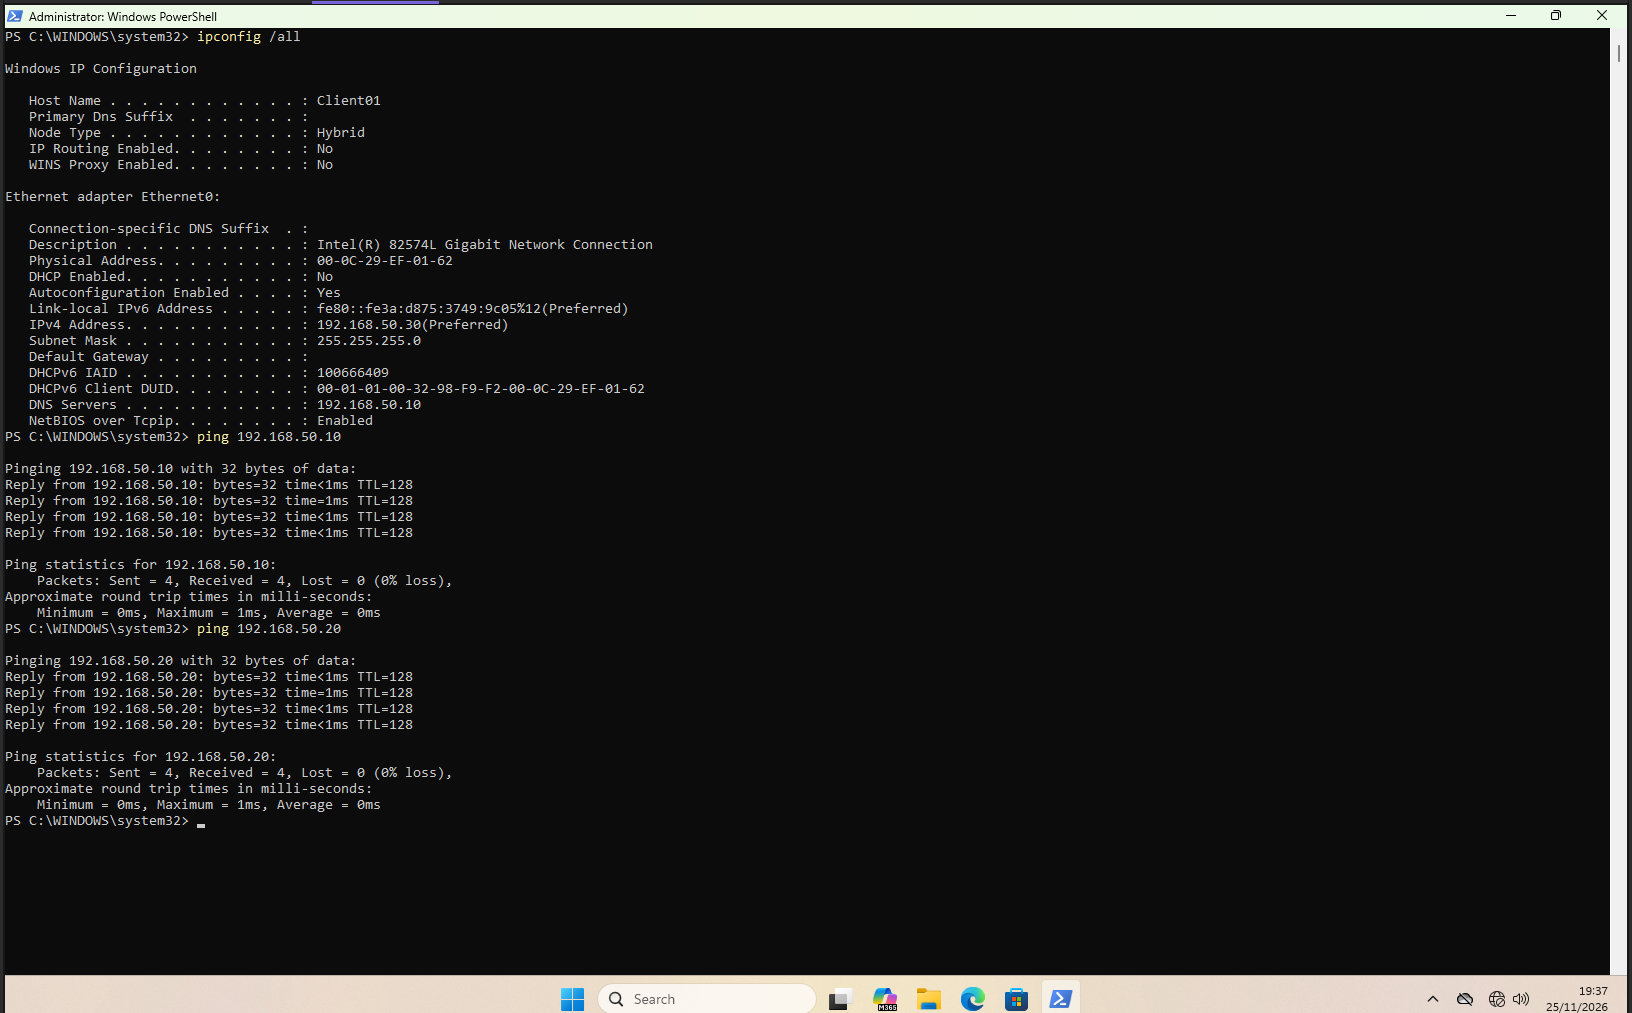 Administrator: Windows PowerShell
PS C:\WINDOWS\system32> ipconfig /all
Windows IP Configuration
Host Name . . . . . . . . . . . . : Client01
Primary Dns Suffix  . . . . . . . :
Node Type . . . . . . . . . . . . : Hybrid
IP Routing Enabled. . . . . . . . : No
WINS Proxy Enabled. . . . . . . . : No
Ethernet adapter Ethernet0:
Connection-specific DNS Suffix  . :
Description . . . . . . . . . . . : Intel(R) 82574L Gigabit Network Connection
Physical Address. . . . . . . . . : 00-0C-29-EF-01-62
DHCP Enabled. . . . . . . . . . . : No
Autoconfiguration Enabled . . . . : Yes
Link-local IPv6 Address . . . . . : fe80::fe3a:d875:3749:9c05%12(Preferred)
IPv4 Address. . . . . . . . . . . : 192.168.50.30(Preferred)
Subnet Mask . . . . . . . . . . . : 255.255.255.0
Default Gateway . . . . . . . . . :
DHCPv6 IAID . . . . . . . . . . . : 100666409
DHCPv6 Client DUID. . . . . . . . : 00-01-01-00-32-98-F9-F2-00-0C-29-EF-01-62
DNS Servers . . . . . . . . . . . : 192.168.50.10
NetBIOS over Tcpip. . . . . . . . : Enabled
PS C:\WINDOWS\system32> ping 192.168.50.10
Pinging 192.168.50.10 with 32 bytes of data:
Reply from 192.168.50.10: bytes=32 time<1ms TTL=128
Reply from 192.168.50.10: bytes=32 time=1ms TTL=128
Reply from 192.168.50.10: bytes=32 time<1ms TTL=128
Reply from 192.168.50.10: bytes=32 time<1ms TTL=128
Ping statistics for 192.168.50.10:
Packets: Sent = 4, Received = 4, Lost = 0 (0% loss),
Approximate round trip times in milli-seconds:
Minimum = 0ms, Maximum = 1ms, Average = 0ms
PS C:\WINDOWS\system32> ping 192.168.50.20
Pinging 192.168.50.20 with 32 bytes of data:
Reply from 192.168.50.20: bytes=32 time<1ms TTL=128
Reply from 192.168.50.20: bytes=32 time=1ms TTL=128
Reply from 192.168.50.20: bytes=32 time<1ms TTL=128
Reply from 192.168.50.20: bytes=32 time<1ms TTL=128
Ping statistics for 192.168.50.20:
Packets: Sent = 4, Received = 4, Lost = 0 (0% loss),
Approximate round trip times in milli-seconds:
Minimum = 0ms, Maximum = 1ms, Average = 0ms
PS C:\WINDOWS\system32>
Search
M365
19:37
25/11/2026